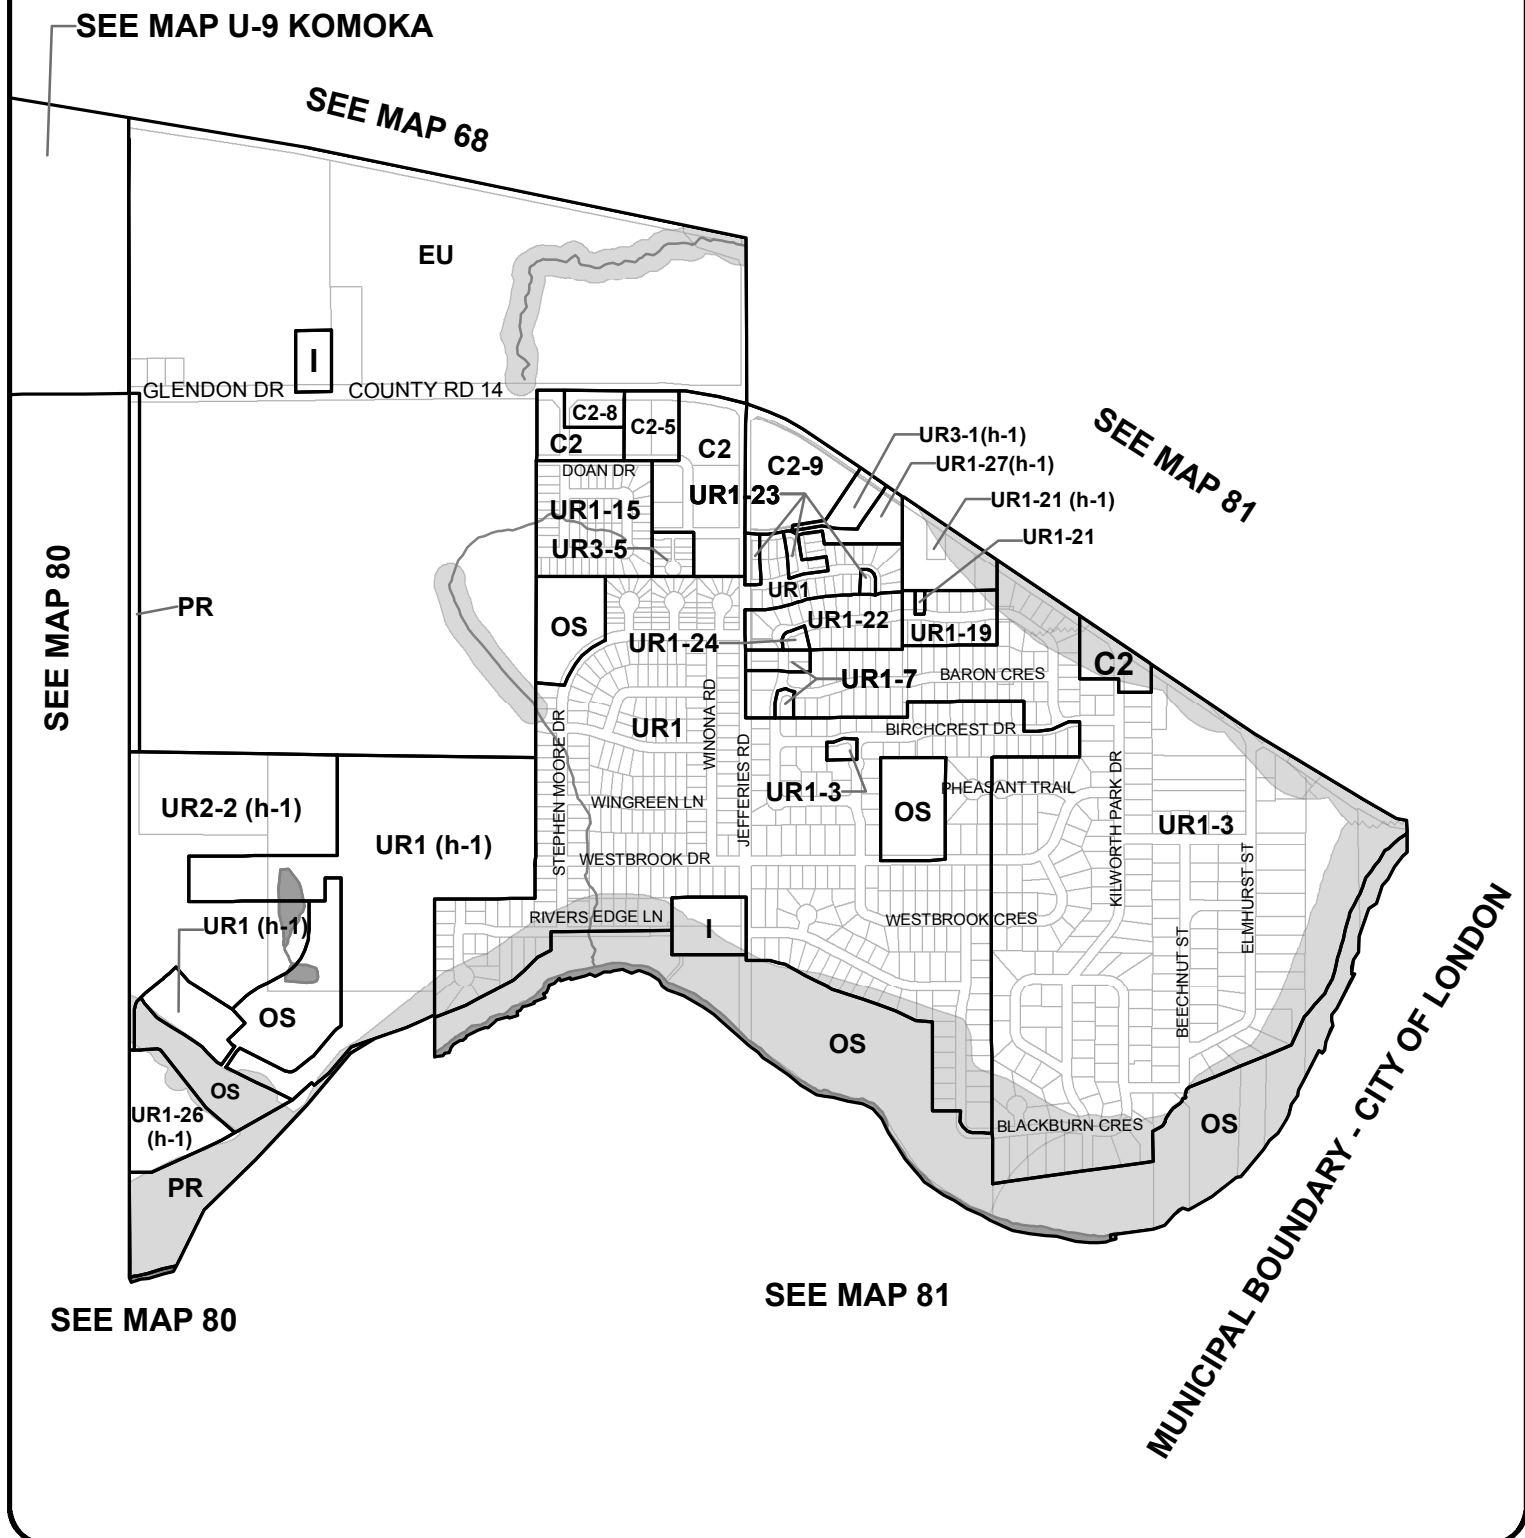 SEE MAP U-9 KOMOKA
SEE MAP 68
EU
I
GLENDON DR
COUNTY RD 14
C2-8
C2-5
C2
C2
UR3-1(h-1)
SEE MAP 81
C2-9
UR1-27(h-1)
DOAN DR
UR1-23
UR1-21 (h-1)
UR1-15
UR1-21
UR3-5
UR1
SEE MAP 80
PR
OS
UR1-22
UR1-19
UR1-24
C2
UR1-7
BARON CRES
UR1
WINONA RD
BIRCHCREST DR
STEPHEN MOORE DR
JEFFERIES RD
UR1-3
PHEASANT TRAIL
KILWORTH PARK DR
UR2-2 (h-1)
WINGREEN LN
OS
UR1-3
UR1 (h-1)
WESTBROOK DR
ELMHURST ST
RIVERS EDGE LN
I
WESTBROOK CRES
UR1 (h-1)
BEECHNUT ST
OS
OS
OS
UR1-26
(h-1)
BLACKBURN CRES
OS
PR
MUNICIPAL BOUNDARY - CITY OF LONDON
SEE MAP 81
SEE MAP 80